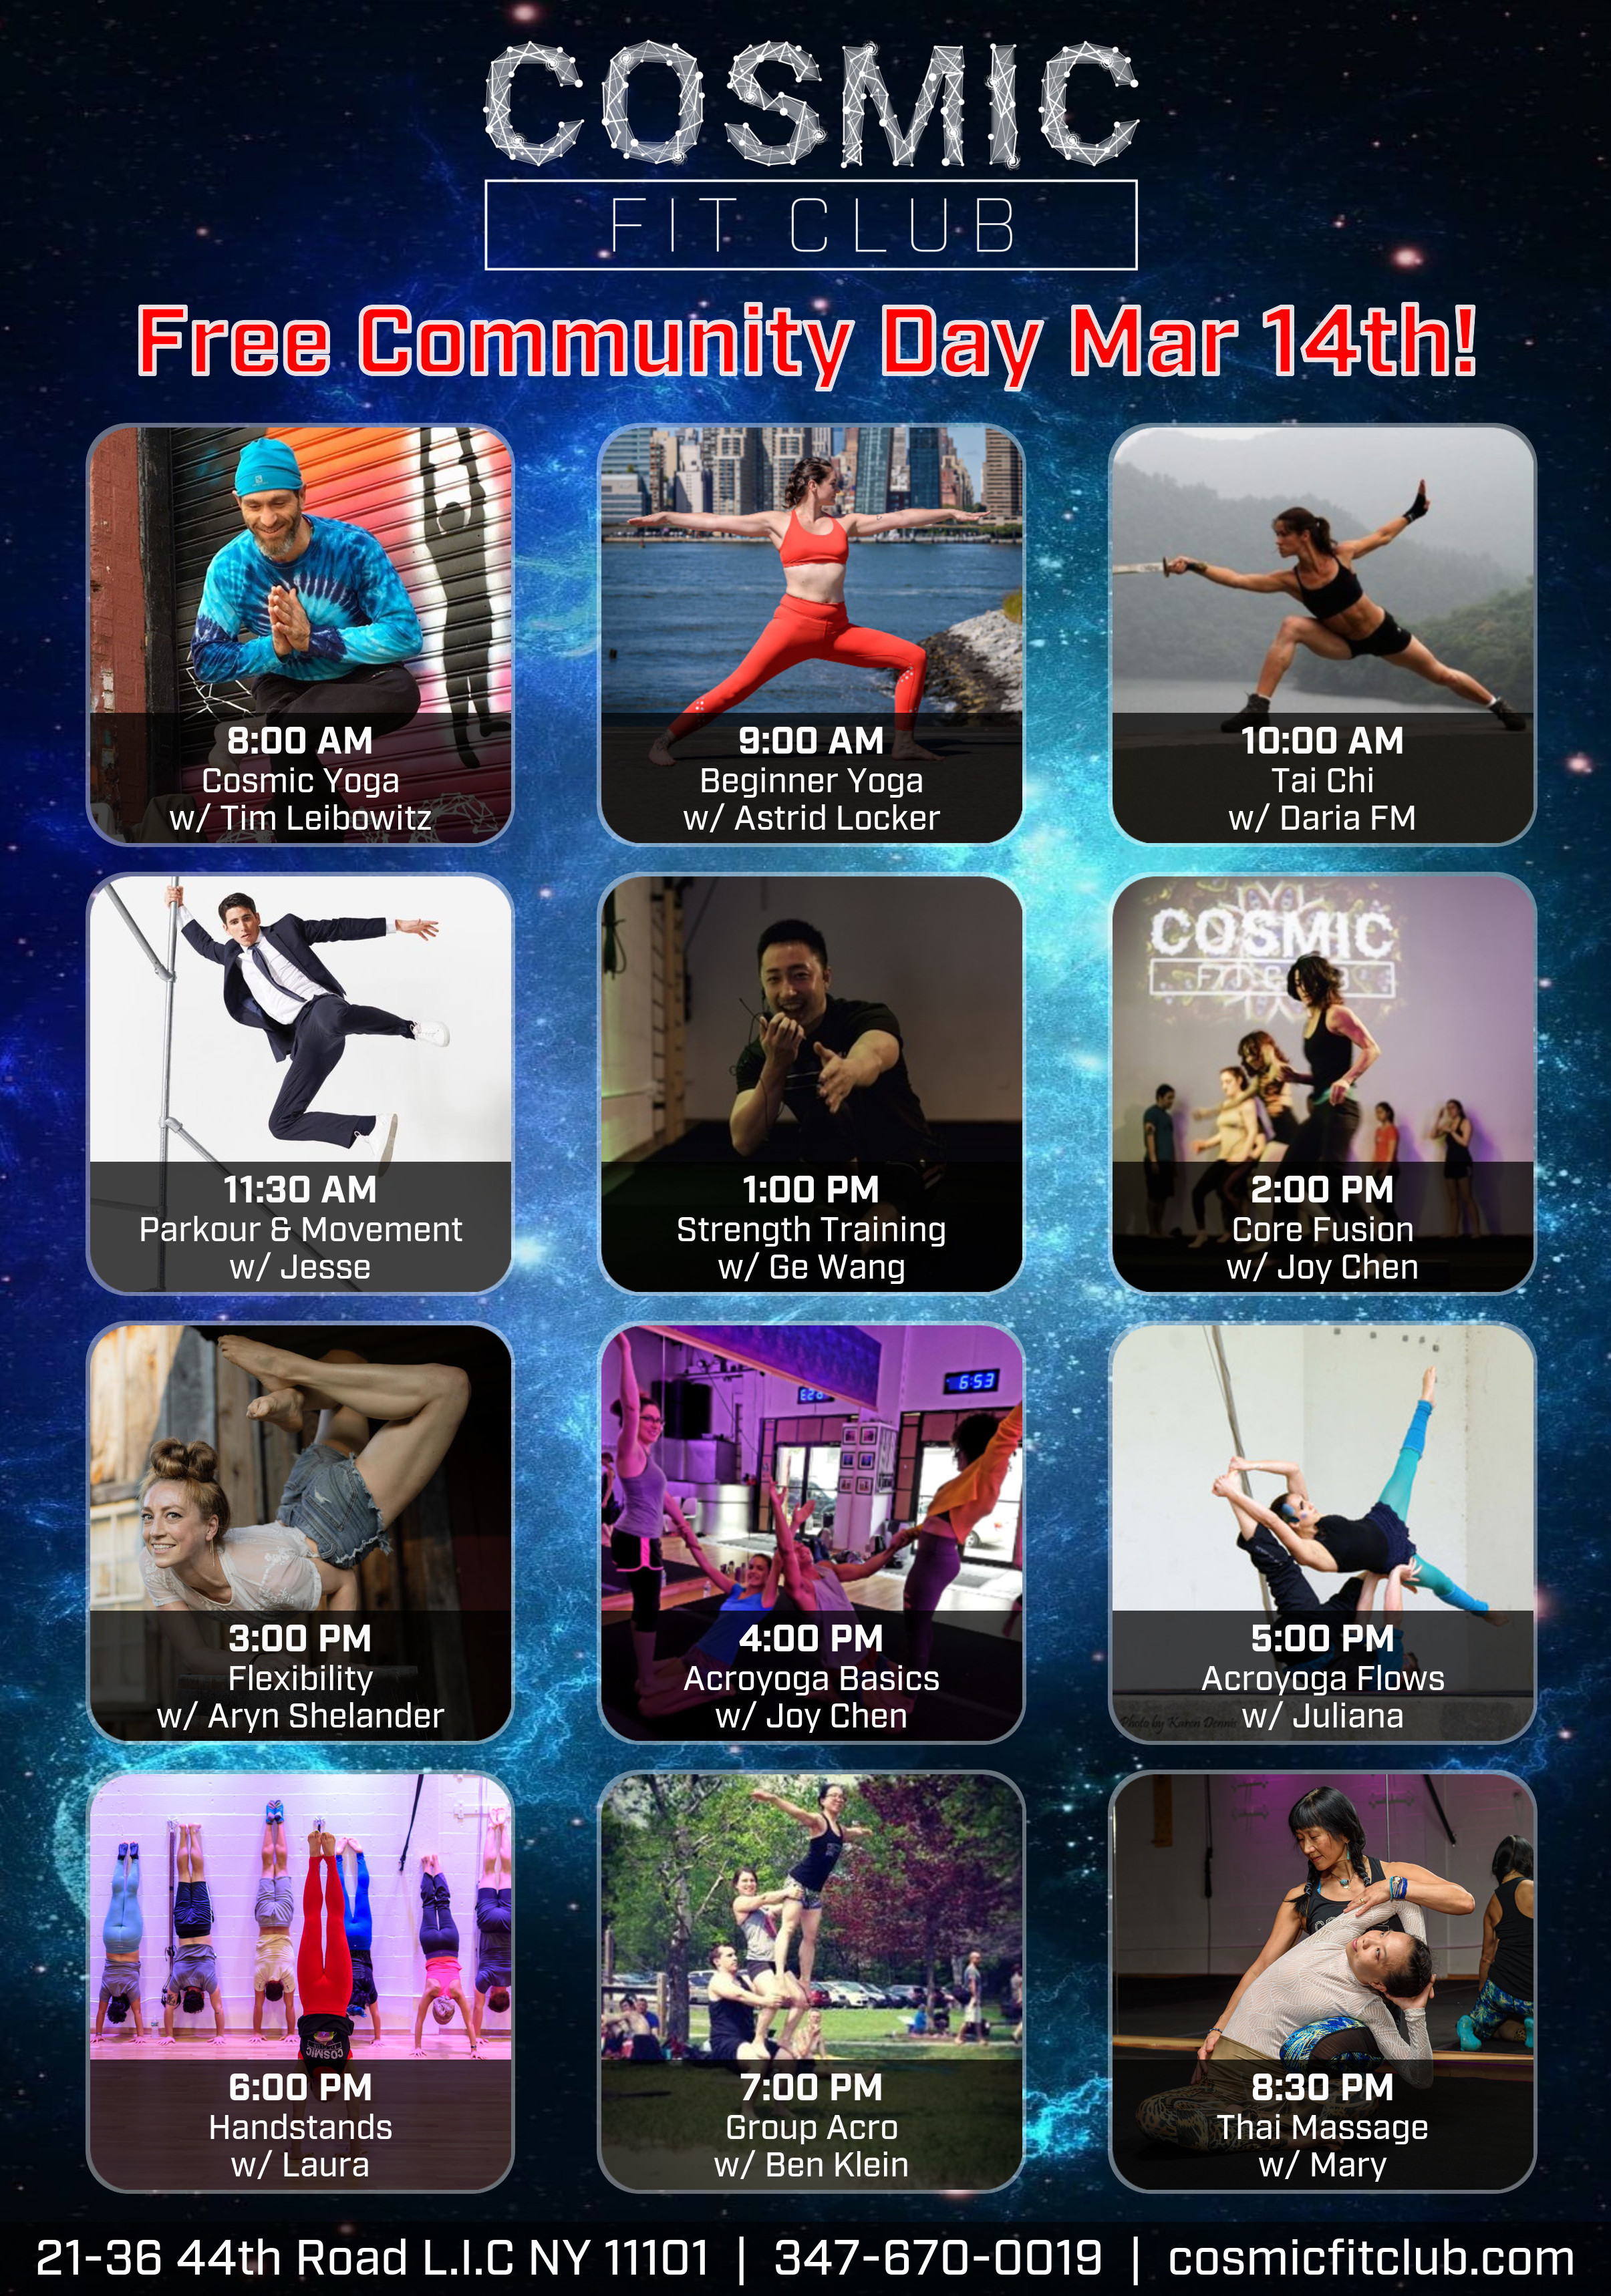 COSMIC
FIT CLUB
Free Community Day Mar 14th!
8:00 AM
Cosmic Yoga
w/ Tim Leibowitz
9:00 AM
Beginner Yoga
w/ Astrid Locker
10:00 AM
Tai Chi
w/ Daria FM
11:30 AM
Parkour & Movement
w/ Jesse
1:00 PM
Strength Training
w/ Ge Wang
COSMIC
FIT CLUB
2:00 PM
Core Fusion
w/ Joy Chen
3:00 PM
Flexibility
w/ Aryn Shelander
6:53
4:00 PM
Acroyoga Basics
w/ Joy Chen
5:00 PM
Acroyoga Flows
w/ Juliana
Photo by Karen Dennis
COSMIC
6:00 PM
Handstands
w/ Laura
7:00 PM
Group Acro
w/ Ben Klein
8:30 PM
Thai Massage
w/ Mary
21-36 44th Road L.I.C NY 11101 | 347-670-0019 | cosmicfitclub.com